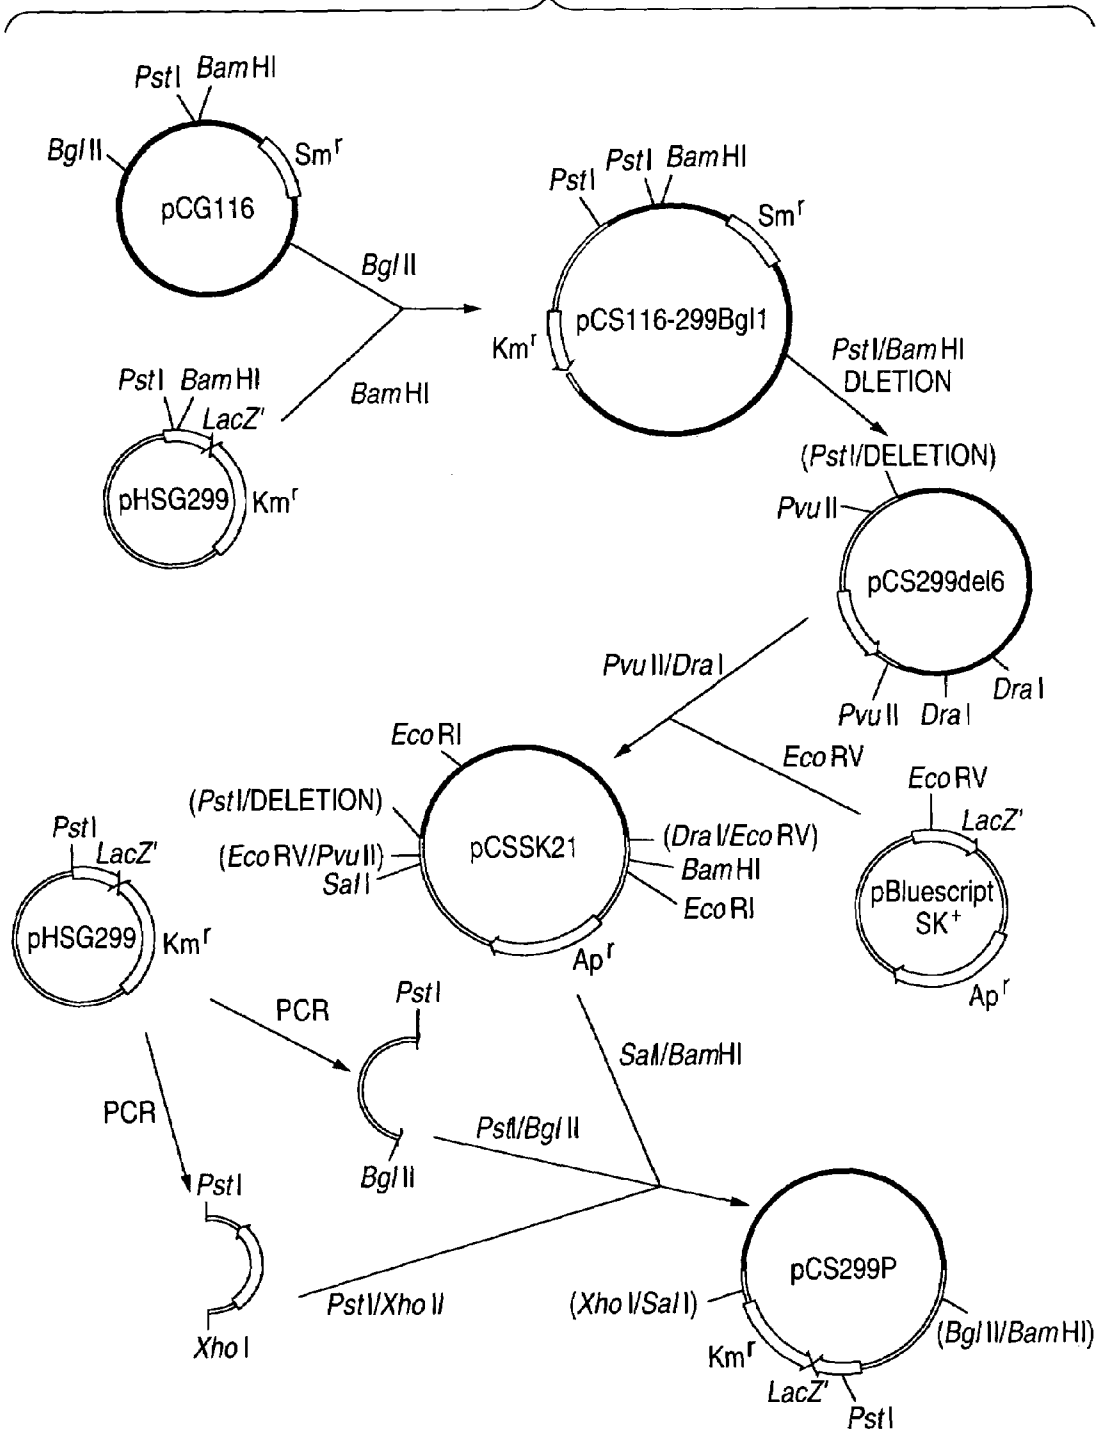 PstI BamHI
BglII
Smr
pCG116
BglII
PstI BamHI
LacZ'
BamHI
pHSG299
Kmr
PstI
PstI BamHI
Smr
pCS116-299Bgl1
Kmr
PstI/BamHI
DLETION
(PstI/DELETION)
PvuII
pCS299del6
PvuII/DraI
PvuII DraI
DraI
EcoRV
EcoRI
(PstI/DELETION)
(EcoRV/PvuII)
SalI
pCSSK21
(DraI/EcoRV)
BamHI
EcoRI
Apr
EcoRV
LacZ'
pBluescript
SK+
Apr
PstI
LacZ'
pHSG299
Kmr
PCR
PstI
BglII
PCR
PstI
XhoI
SalI/BamHI
PstI/BglII
PstI/XhoII
pCS299P
(XhoI/SalI)
Kmr
LacZ'
PstI
(BglII/BamHI)